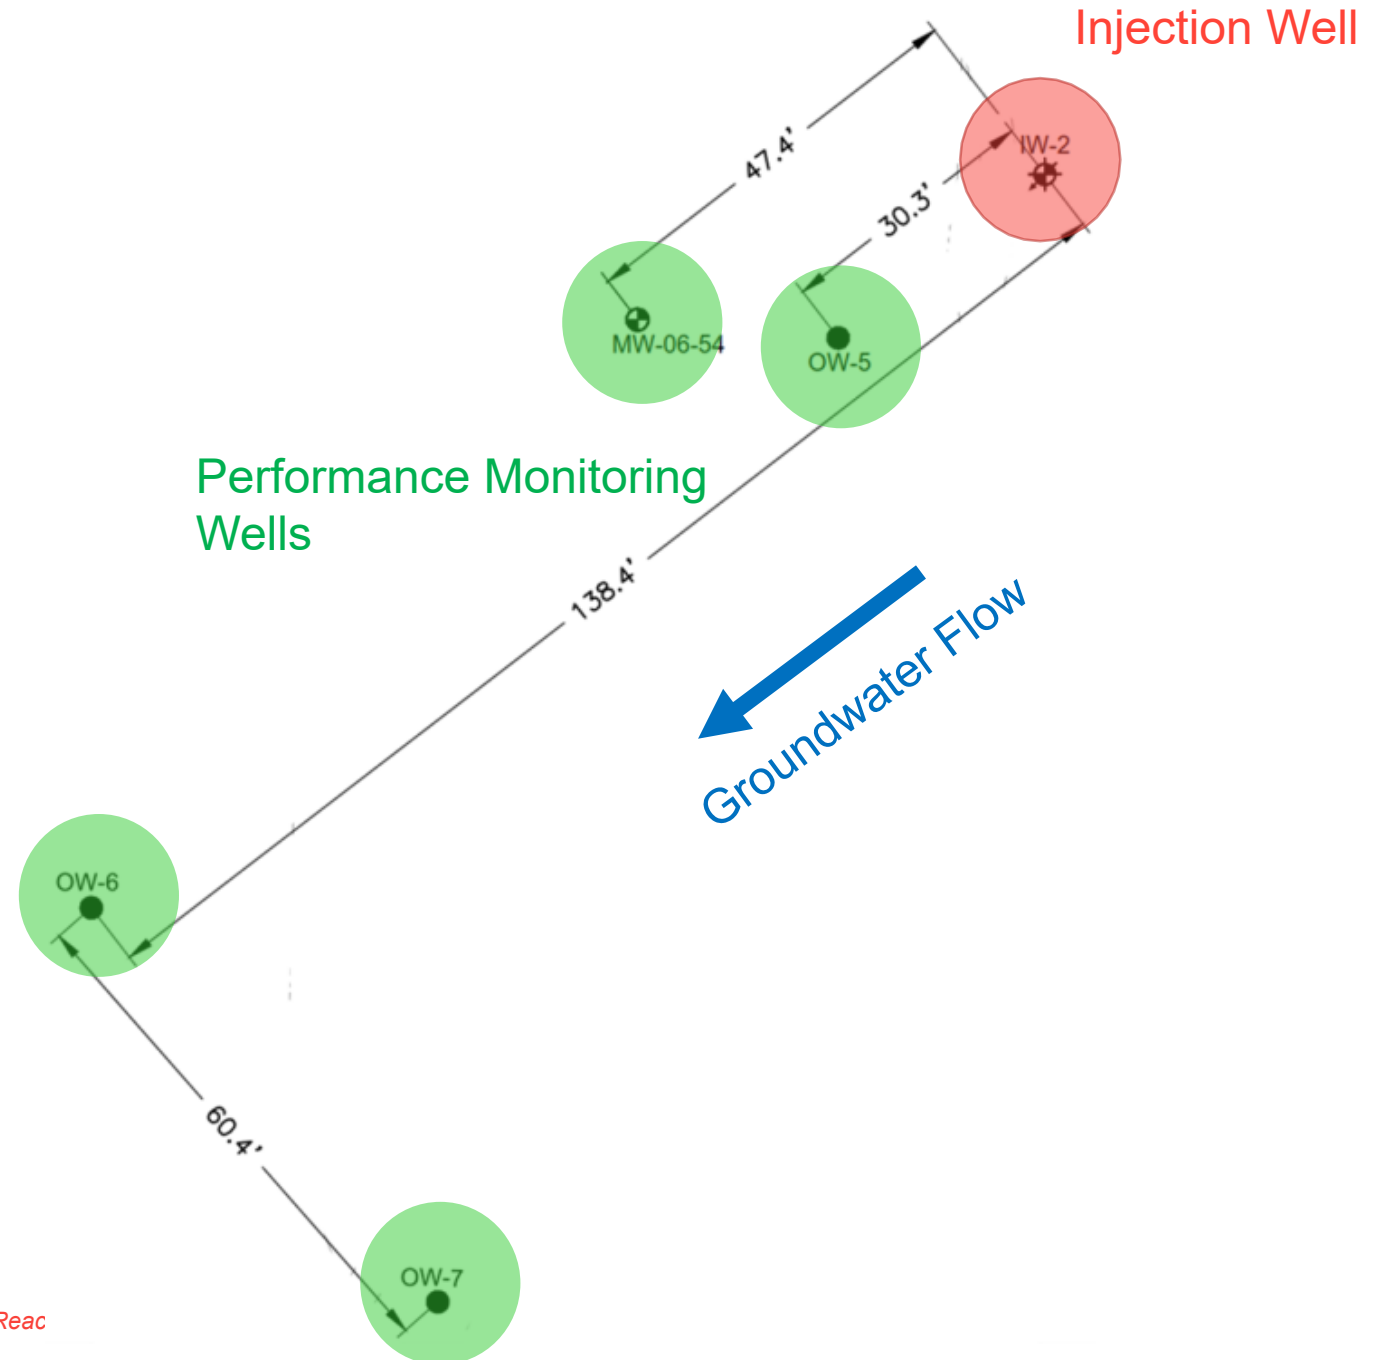 Injection Well
47.4'
IW-2
30.3'
MW-06-54
OW-5
Performance Monitoring
Wells
138.4'
Groundwater Flow
OW-6
60.4'
OW-7
Reac